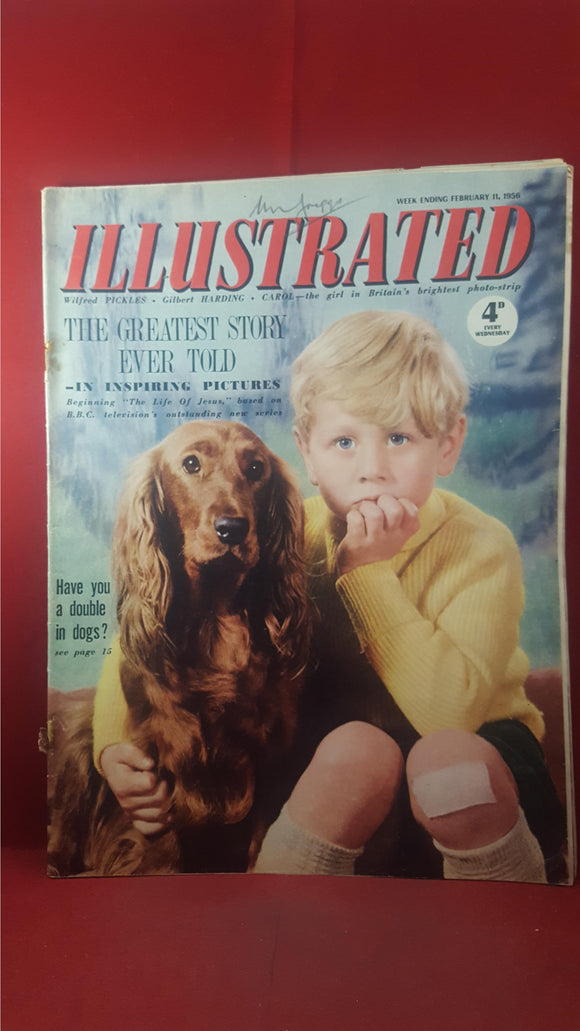 WEEK ENDING FEBRUARY 11, 1956
ILLUSTRATED
Wilfred PICKLES • Gilbert HARDING • CAROL—the girl in Britain's brightest photo-strip
4D
EVERY
WEDNESDAY
THE GREATEST STORY
EVER TOLD
—IN INSPIRING PICTURES
Beginning "The Life Of Jesus," based on
B.B.C. television's outstanding new series
Have you
a double
in dogs?
see page 15